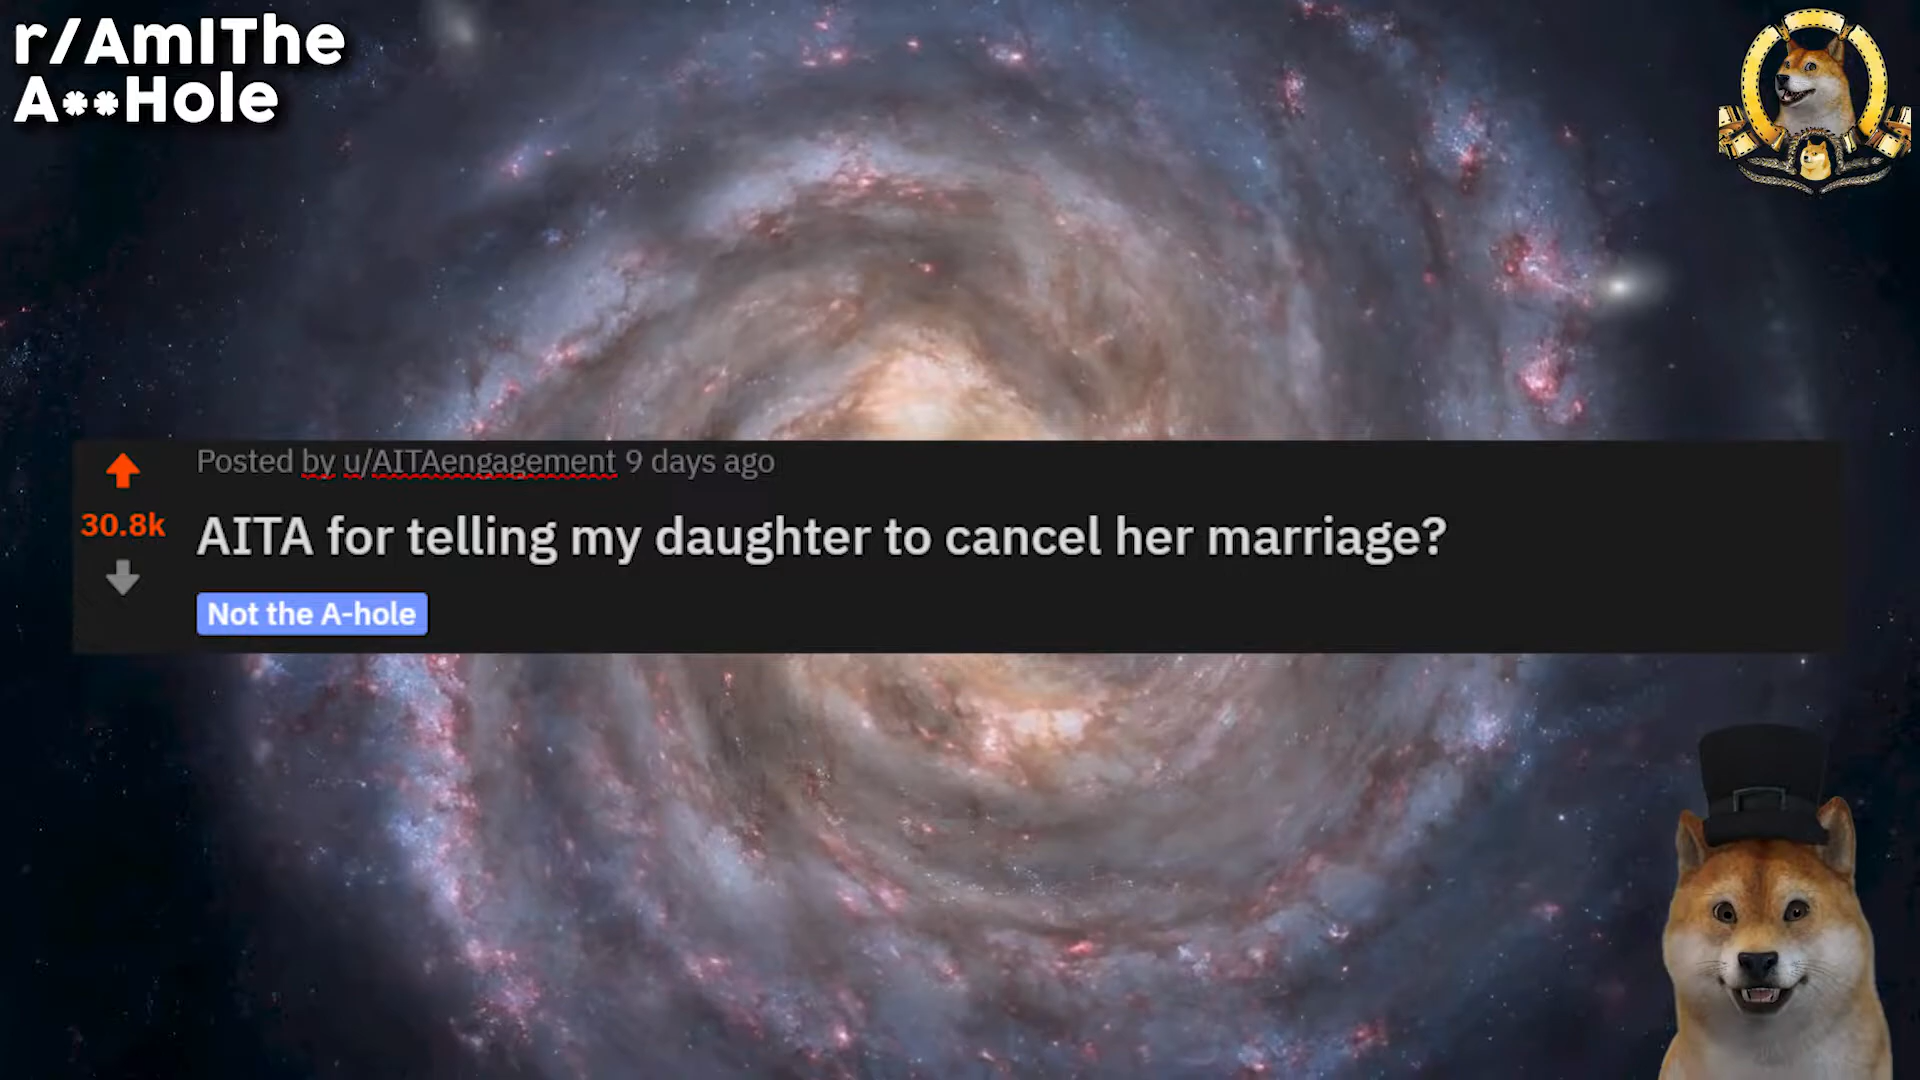 r/AmIThe
A**Hole
Posted by u/AITAengagement 9 days ago
30.8k
AITA for telling my daughter to cancel her marriage?
Not the A-hole